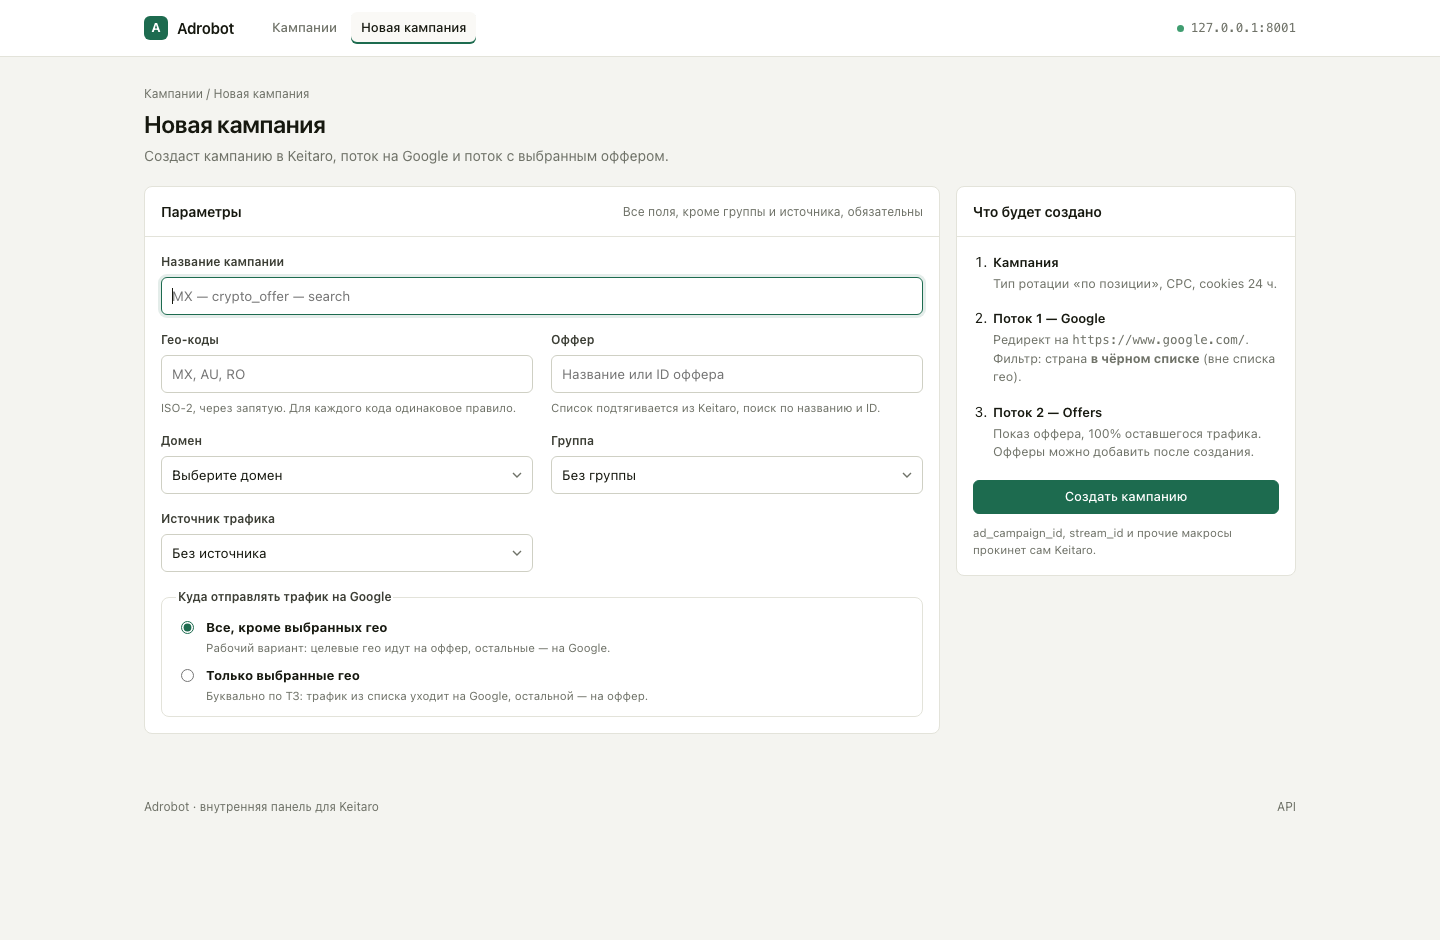 A Adrobot Кампании Новая кампания 127.0.0.1:8001
Кампании / Новая кампания
Новая кампания
Создаст кампанию в Keitaro, поток на Google и поток с выбранным оффером.
Параметры Все поля, кроме группы и источника, обязательны
Название кампании
MX — crypto_offer — search
Гео-коды Оффер
MX, AU, RO Название или ID оффера
ISO-2, через запятую. Для каждого кода одинаковое правило. Список подтягивается из Keitaro, поиск по названию и ID.
Домен Группа
Выберите домен Без группы
Источник трафика
Без источника
Куда отправлять трафик на Google
Все, кроме выбранных гео
Рабочий вариант: целевые гео идут на оффер, остальные — на Google.
Только выбранные гео
Буквально по ТЗ: трафик из списка уходит на Google, остальной — на оффер.
Что будет создано
1. Кампания
Тип ротации «по позиции», CPC, cookies 24 ч.
2. Поток 1 — Google
Редирект на https://www.google.com/.
Фильтр: страна в чёрном списке (вне списка
гео).
3. Поток 2 — Offers
Показ оффера, 100% оставшегося трафика.
Офферы можно добавить после создания.
Создать кампанию
ad_campaign_id, stream_id и прочие макросы
прокинет сам Keitaro.
Adrobot · внутренняя панель для Keitaro API